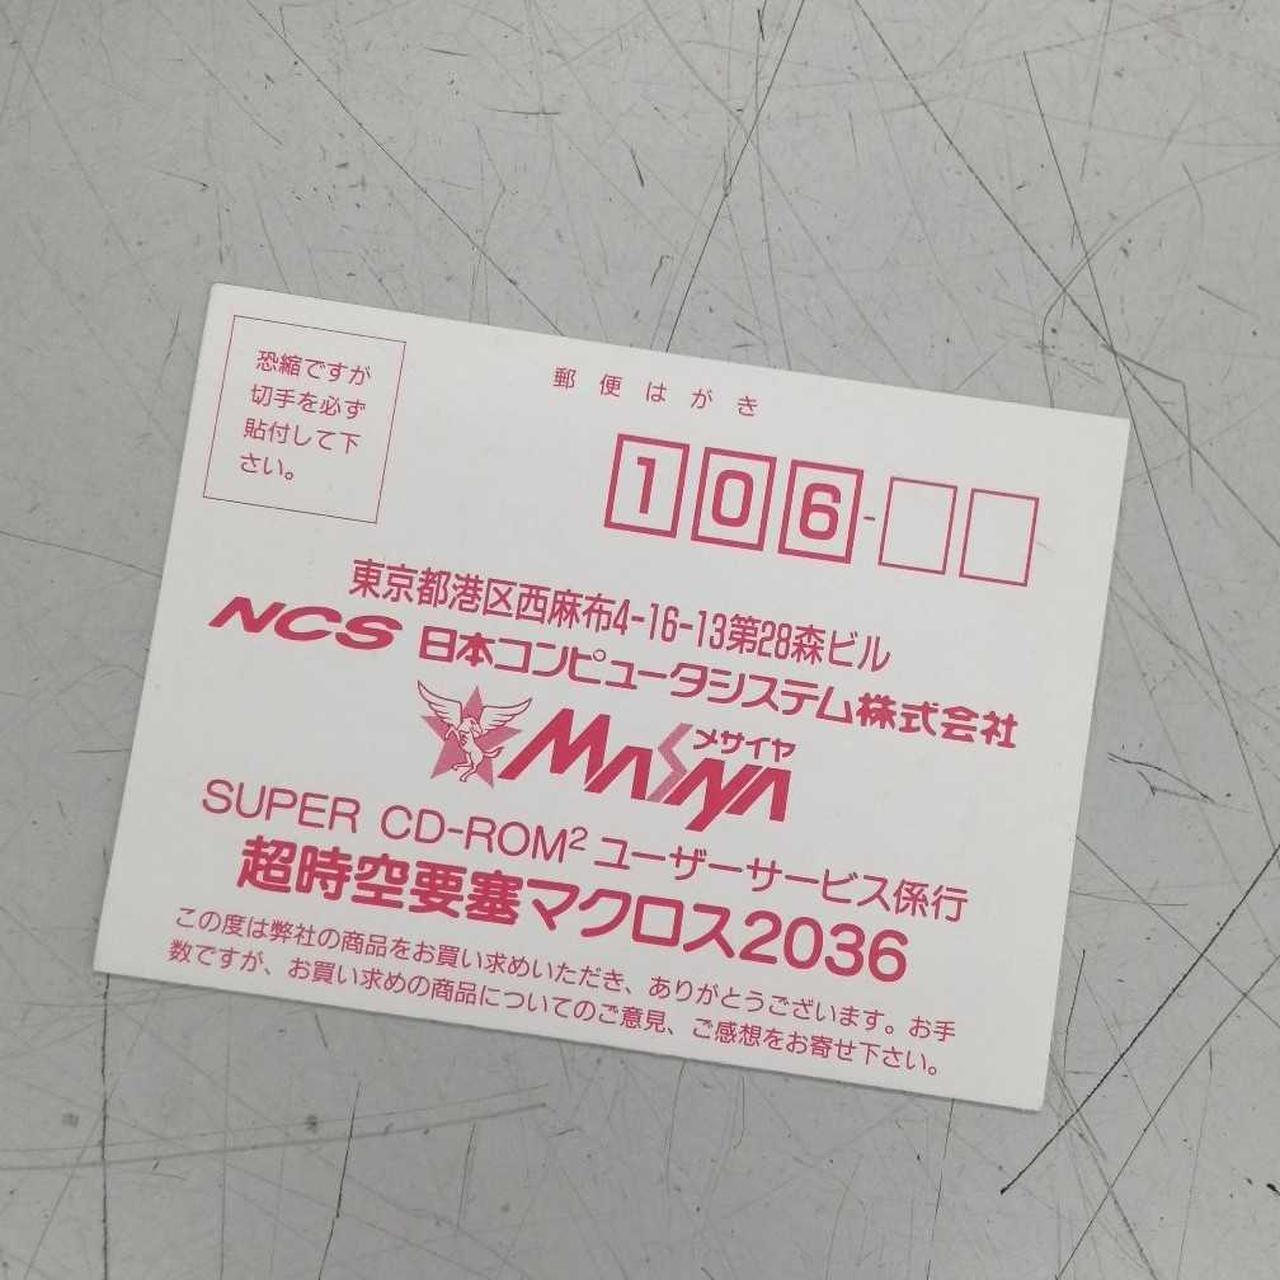 恐縮ですが
切手を必ず
貼付して下
さい。
郵便はがき
106-
東京都港区西麻布4-16-13第28森ビル
NCS 日本コンピュータシステム株式会社
メサイヤ
MASAYA
SUPER CD-ROM² ユーザーサービス係行
超時空要塞マクロス2036
この度は弊社の商品をお買い求めいただき、ありがとうございます。お手
数ですが、お買い求めの商品についてのご意見、ご感想をお寄せ下さい。